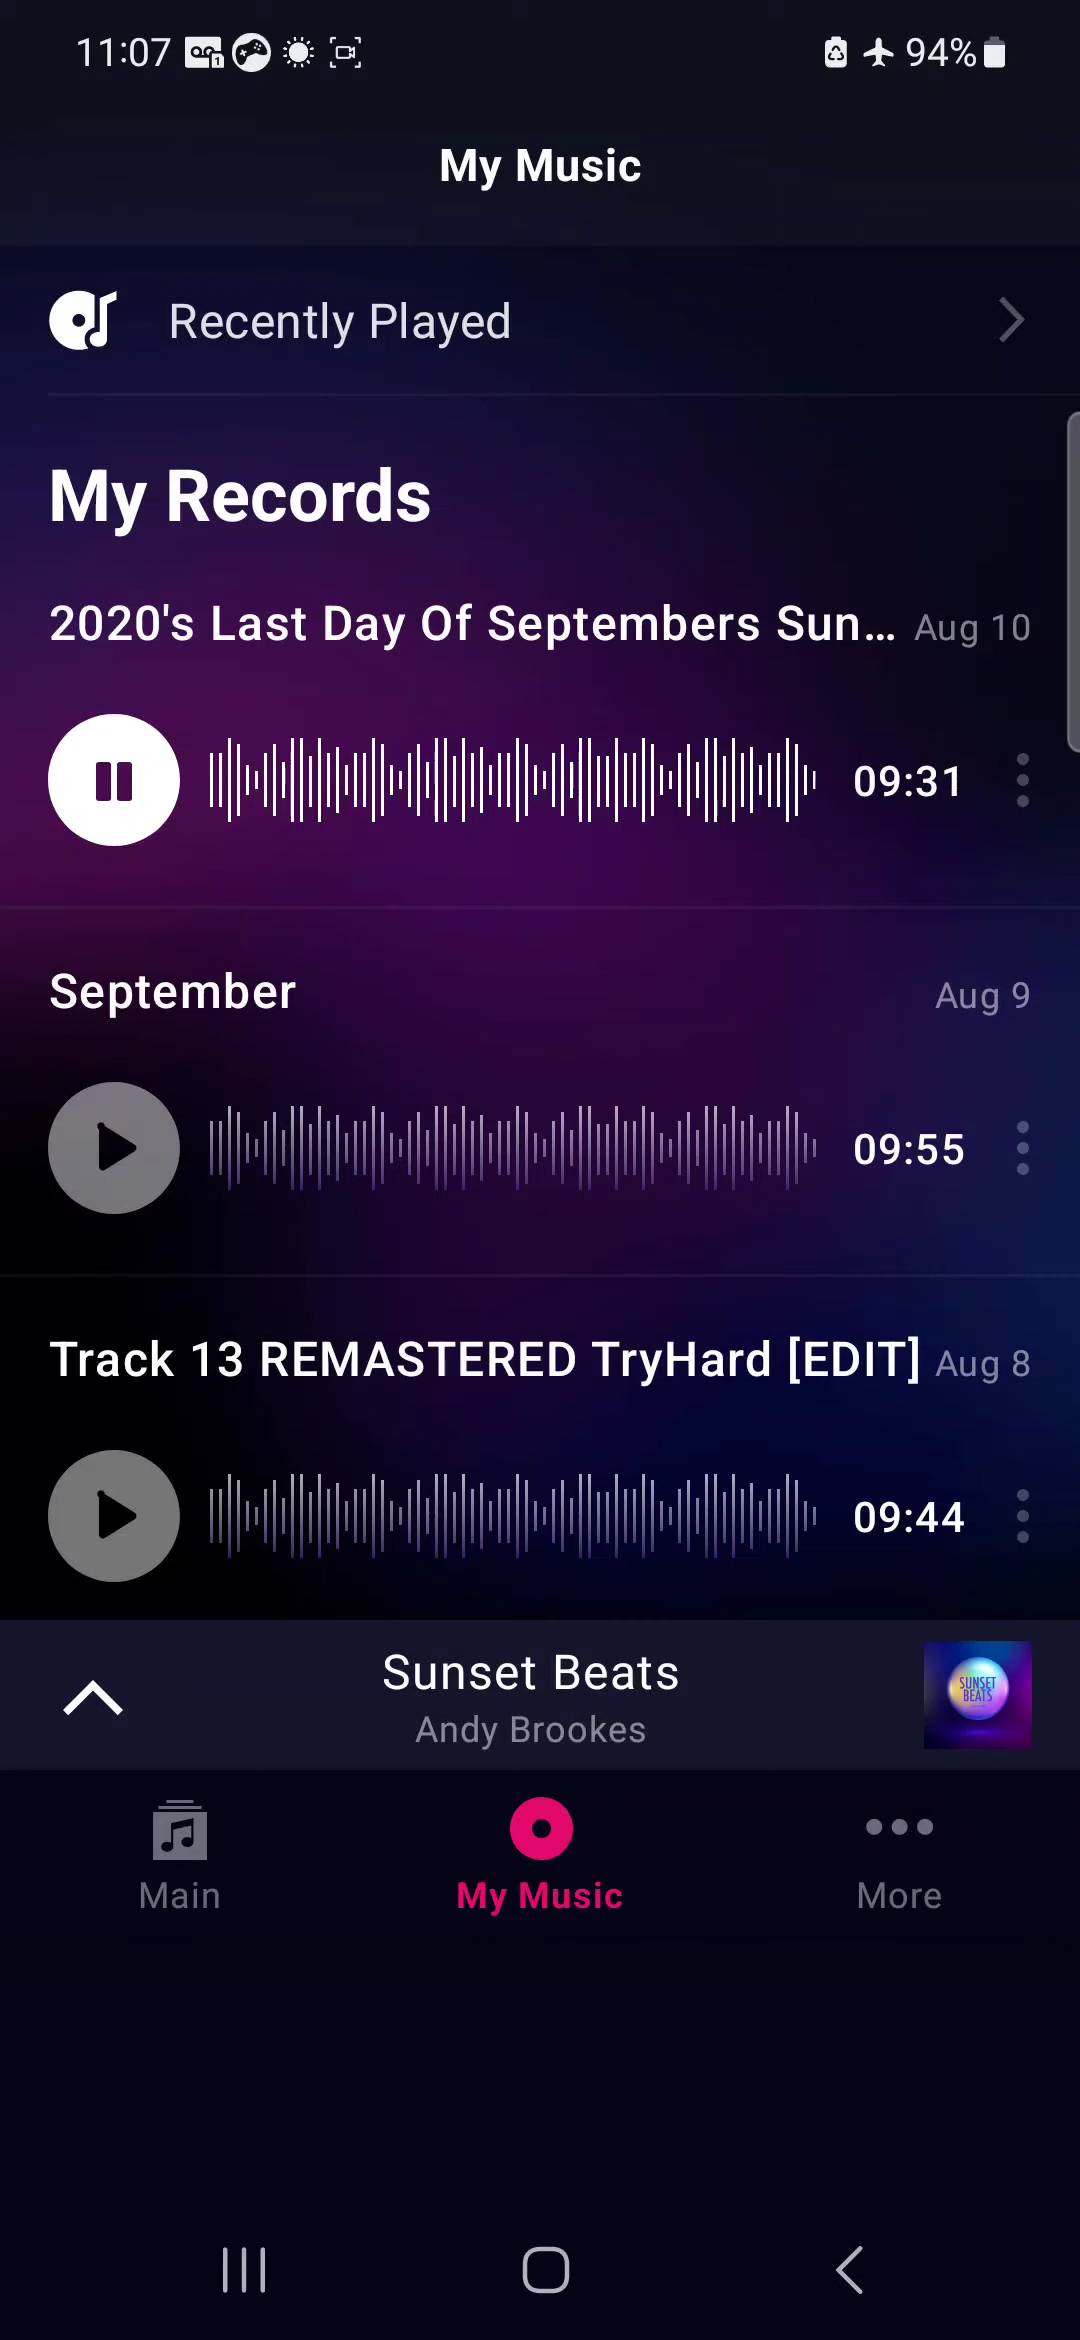 11:07
94%
My Music
Recently Played
My Records
2020's Last Day Of Septembers Sun... Aug 10
09:31
September Aug 9
09:55
Track 13 REMASTERED TryHard [EDIT] Aug 8
09:44
Sunset Beats
Andy Brookes
SUNSET
BEATS
Main
My Music
More